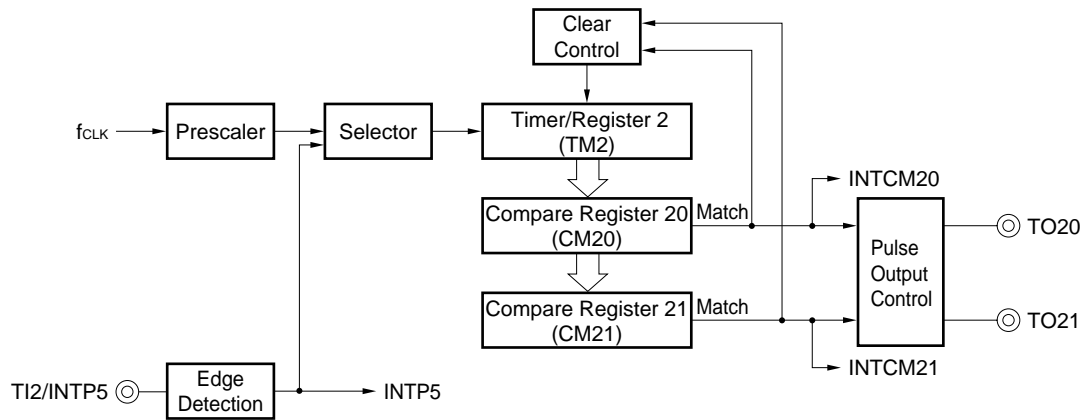 Clear
Control
fCLK
Prescaler
Selector
Timer/Register 2
(TM2)
INTCM20
Compare Register 20
(CM20)
Match
TO20
Pulse
Output
Control
Compare Register 21
(CM21)
Match
TO21
INTCM21
TI2/INTP5
Edge
Detection
INTP5